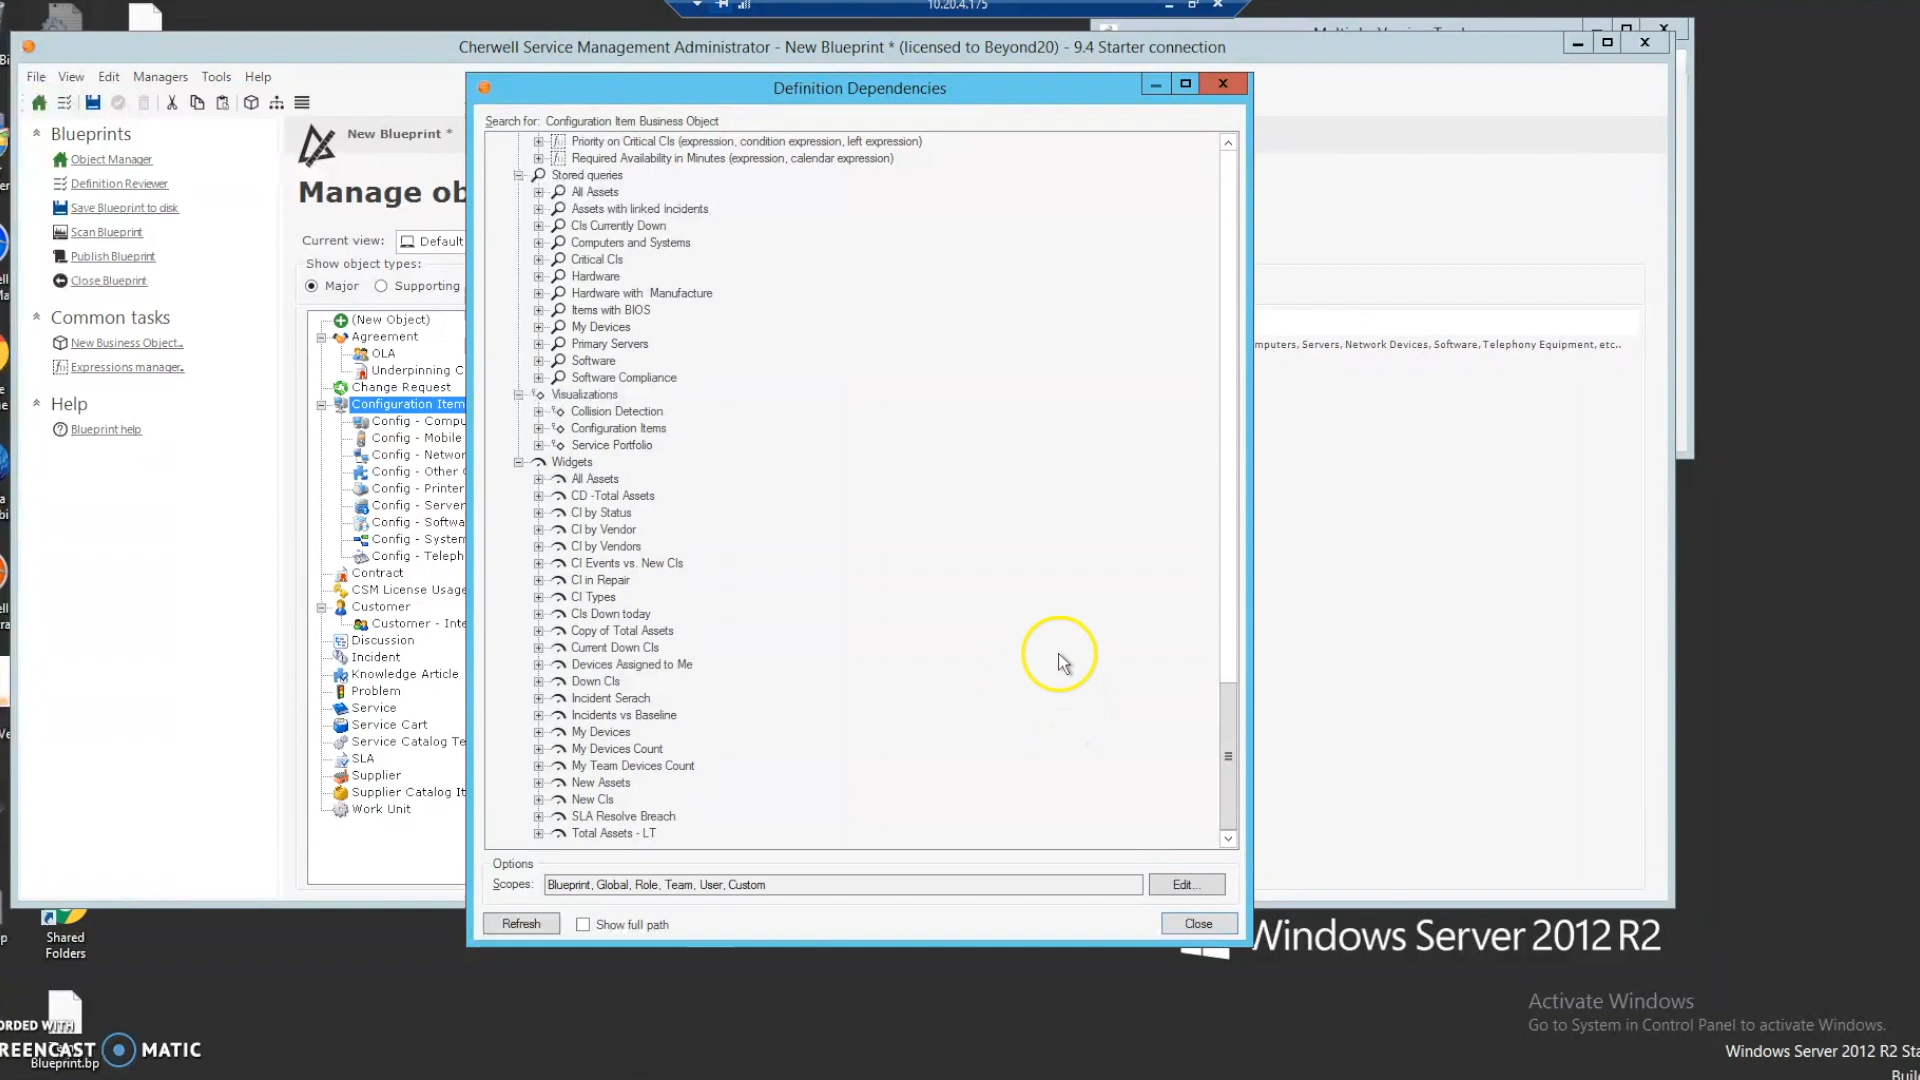 10.20.4.175
Cherwell Service Management Administrator - New Blueprint * (licensed to Beyond20) - 9.4 Starter connection
File View Edit Managers Tools Help
Definition Dependencies
Blueprints
Object Manager
Definition Reviewer
Save Blueprint to disk
Scan Blueprint
Publish Blueprint
Close Blueprint
Common tasks
New Business Object...
Expressions manager...
Help
Blueprint help
New Blueprint *
Manage ob
Current view: Default
Show object types:
Major Supporting
(New Object)
Agreement
OLA
Underpinning C
Change Request
Configuration Item
Config - Compu
Config - Mobile
Config - Networ
Config - Other
Config - Printer
Config - Server
Config - Softwa
Config - System
Config - Teleph
Contract
CSM License Usage
Customer
Customer - Inte
Discussion
Incident
Knowledge Article
Problem
Service
Service Cart
Service Catalog Te
SLA
Supplier
Supplier Catalog It
Work Unit
Search for: Configuration Item Business Object
Priority on Critical CIs (expression, condition expression, left expression)
Required Availability in Minutes (expression, calendar expression)
Stored queries
All Assets
Assets with linked Incidents
CIs Currently Down
Computers and Systems
Critical CIs
Hardware
Hardware with Manufacture
Items with BIOS
My Devices
Primary Servers
Software
Software Compliance
Visualizations
Collision Detection
Configuration Items
Service Portfolio
Widgets
All Assets
CD -Total Assets
CI by Status
CI by Vendor
CI by Vendors
CI Events vs. New CIs
CI in Repair
CI Types
CIs Down today
Copy of Total Assets
Current Down CIs
Devices Assigned to Me
Down CIs
Incident Serach
Incidents vs Baseline
My Devices
My Devices Count
My Team Devices Count
New Assets
New CIs
SLA Resolve Breach
Total Assets - LT
Options
Scopes: Blueprint, Global, Role, Team, User, Custom Edit...
Refresh Show full path Close
mputers, Servers, Network Devices, Software, Telephony Equipment, etc..
Shared
Folders
Blueprint.bp
ORDED WITH
REENCAST MATIC
Windows Server 2012 R2
Activate Windows
Go to System in Control Panel to activate Windows.
Windows Server 2012 R2 Sta
Buil